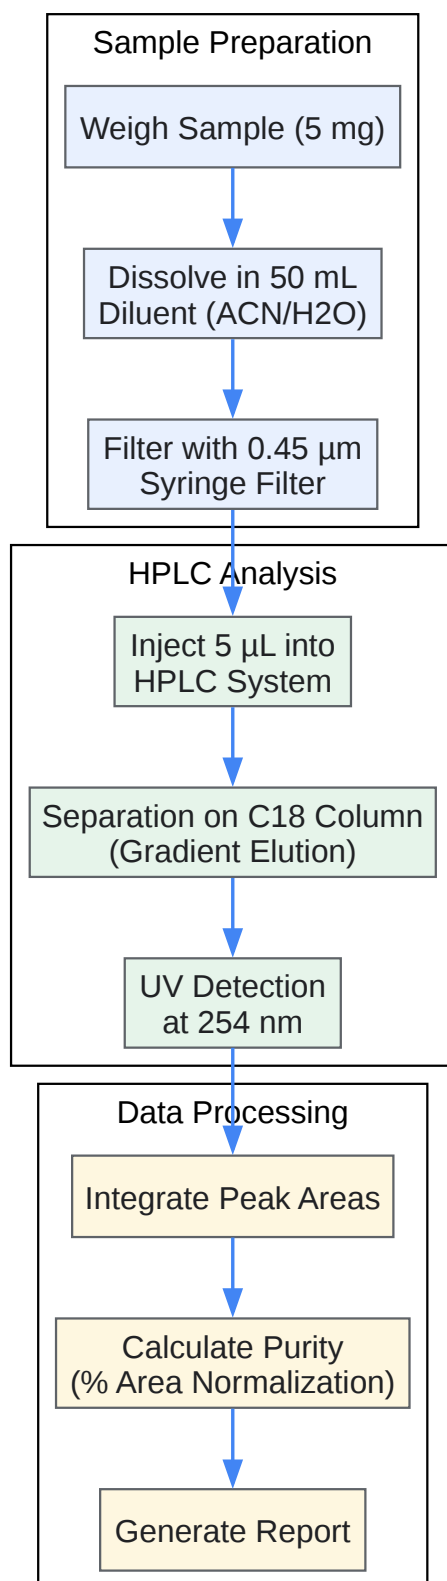 Sample Preparation
Weigh Sample (5 mg)
Dissolve in 50 mL
Diluent (ACN/H2O)
Filter with 0.45 µm
Syringe Filter
HPLC Analysis
Inject 5 µL into
HPLC System
Separation on C18 Column
(Gradient Elution)
UV Detection
at 254 nm
Data Processing
Integrate Peak Areas
Calculate Purity
(% Area Normalization)
Generate Report